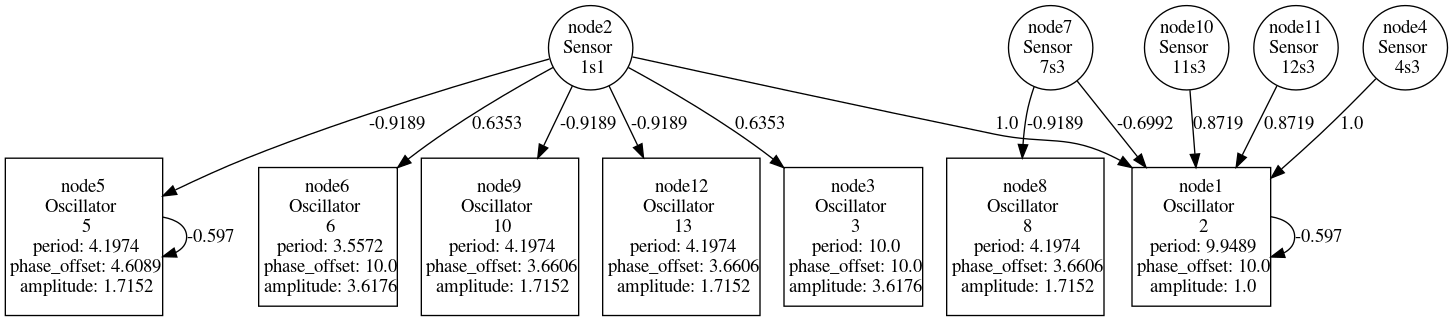 node2
Sensor
1s1
node7
Sensor
7s3
node10
Sensor
11s3
node11
Sensor
12s3
node4
Sensor
4s3
-0.9189
0.6353
-0.9189
-0.9189
0.6353
1.0
-0.9189
-0.6992
0.8719
0.8719
1.0
node5
Oscillator
5
period: 4.1974
phase_offset: 4.6089
amplitude: 1.7152
-0.597
node6
Oscillator
6
period: 3.5572
phase_offset: 10.0
amplitude: 3.6176
node9
Oscillator
10
period: 4.1974
phase_offset: 3.6606
amplitude: 1.7152
node12
Oscillator
13
period: 4.1974
phase_offset: 3.6606
amplitude: 1.7152
node3
Oscillator
3
period: 10.0
phase_offset: 10.0
amplitude: 3.6176
node8
Oscillator
8
period: 4.1974
phase_offset: 3.6606
amplitude: 1.7152
node1
Oscillator
2
period: 9.9489
phase_offset: 10.0
amplitude: 1.0
-0.597